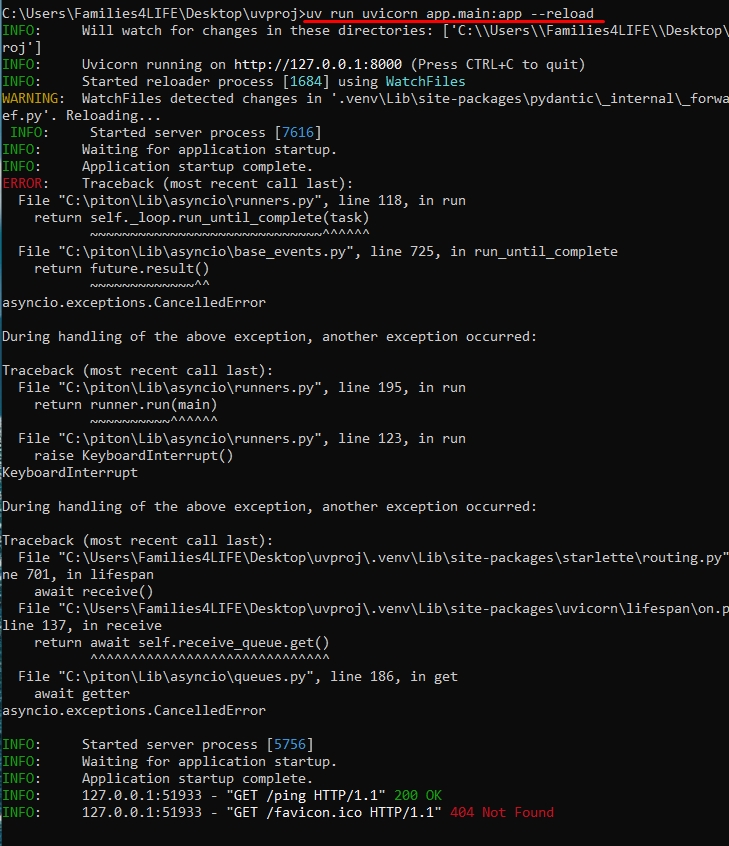 C:\Users\Families4LIFE\Desktop\uvproj>uv run uvicorn app.main:app --reload
INFO:     Will watch for changes in these directories: ['C:\\Users\\Families4LIFE\\Desktop\
roj']
INFO:     Uvicorn running on http://127.0.0.1:8000 (Press CTRL+C to quit)
INFO:     Started reloader process [1684] using WatchFiles
WARNING:  WatchFiles detected changes in '.venv\Lib\site-packages\pydantic\_internal\_forwa
ef.py'. Reloading...
 INFO:     Started server process [7616]
INFO:     Waiting for application startup.
INFO:     Application startup complete.
ERROR:    Traceback (most recent call last):
  File "C:\piton\Lib\asyncio\runners.py", line 118, in run
    return self._loop.run_until_complete(task)
           ~~~~~~~~~~~~~~~~~~~~~~~~~~~~~^^^^^^
  File "C:\piton\Lib\asyncio\base_events.py", line 725, in run_until_complete
    return future.result()
           ~~~~~~~~~~~~~^^
asyncio.exceptions.CancelledError

During handling of the above exception, another exception occurred:

Traceback (most recent call last):
  File "C:\piton\Lib\asyncio\runners.py", line 195, in run
    return runner.run(main)
           ~~~~~~~~~~^^^^^^
  File "C:\piton\Lib\asyncio\runners.py", line 123, in run
    raise KeyboardInterrupt()
KeyboardInterrupt

During handling of the above exception, another exception occurred:

Traceback (most recent call last):
  File "C:\Users\Families4LIFE\Desktop\uvproj\.venv\Lib\site-packages\starlette\routing.py"
ne 701, in lifespan
    await receive()
  File "C:\Users\Families4LIFE\Desktop\uvproj\.venv\Lib\site-packages\uvicorn\lifespan\on.p
line 137, in receive
    return await self.receive_queue.get()
           ^^^^^^^^^^^^^^^^^^^^^^^^^^^^^^
  File "C:\piton\Lib\asyncio\queues.py", line 186, in get
    await getter
asyncio.exceptions.CancelledError

INFO:     Started server process [5756]
INFO:     Waiting for application startup.
INFO:     Application startup complete.
INFO:     127.0.0.1:51933 - "GET /ping HTTP/1.1" 200 OK
INFO:     127.0.0.1:51933 - "GET /favicon.ico HTTP/1.1" 404 Not Found